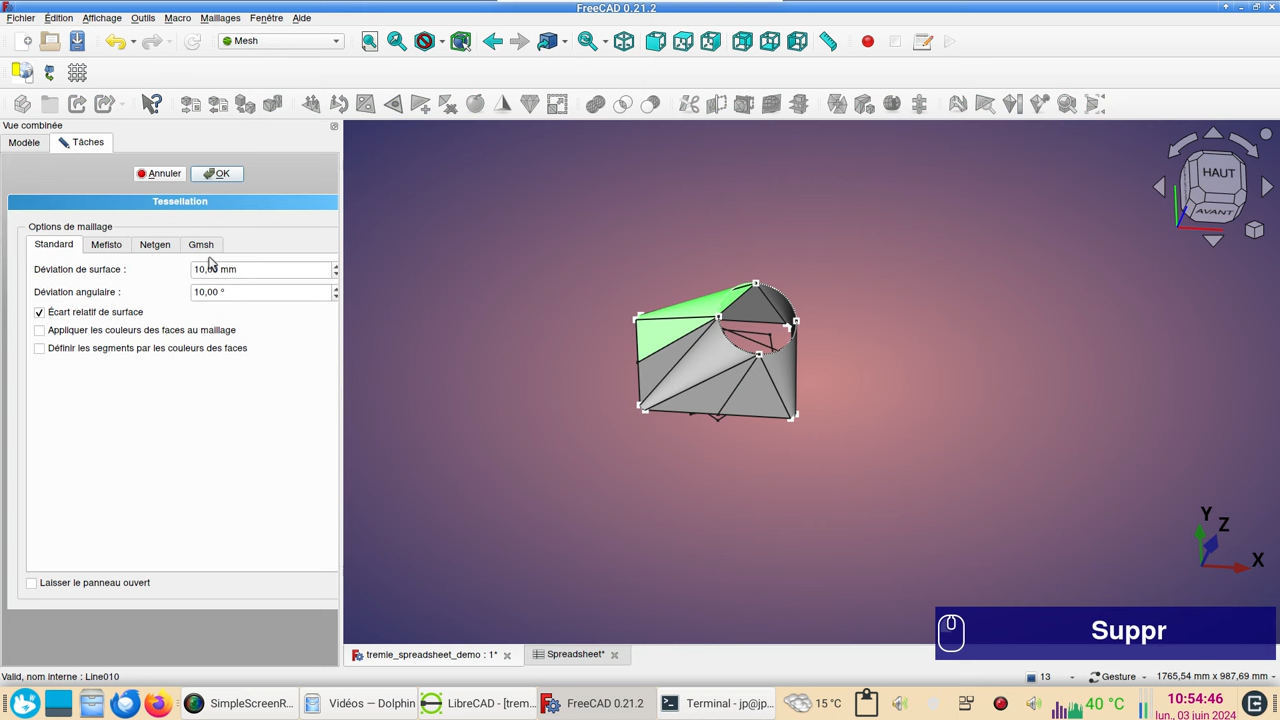 FreeCAD 0.21.2
Fichier Édition Affichage Outils Macro Maillages Fenêtre Aide
Mesh
Vue combinée
Modèle Tâches
Annuler OK
Tessellation
Options de maillage
Standard Mefisto Netgen Gmsh
Déviation de surface : 10,00 mm
Déviation angulaire : 10,00 °
Écart relatif de surface
Appliquer les couleurs des faces au maillage
Définir les segments par les couleurs des faces
Laisser le panneau ouvert
HAUT
AVANT
Y
Z
X
Suppr
tremie_spreadsheet_demo : 1*
Spreadsheet*
Valid, nom interne : Line010
13
Gesture
1765,54 mm x 987,69 mm
SimpleScreenR...
Vidéos — Dolphin
LibreCAD - [trem...
FreeCAD 0.21.2
Terminal - jp@jp...
15 °C
40 °C
10:54:46
lun., 03 juin 2024